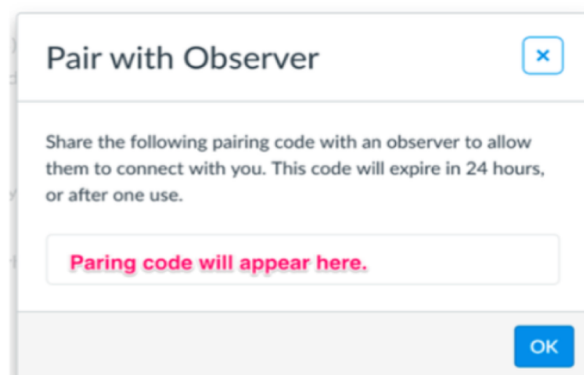 Pair with Observer
Share the following pairing code with an observer to allow
them to connect with you. This code will expire in 24 hours,
or after one use.
Paring code will appear here.
OK